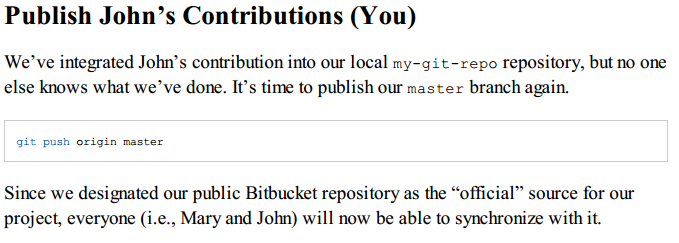 Publish John’s Contributions (You)
We’ve integrated John’s contribution into our local my-git-repo repository, but no one
else knows what we’ve done. It’s time to publish our master branch again.
git push origin master
Since we designated our public Bitbucket repository as the “official” source for our
project, everyone (i.e., Mary and John) will now be able to synchronize with it.